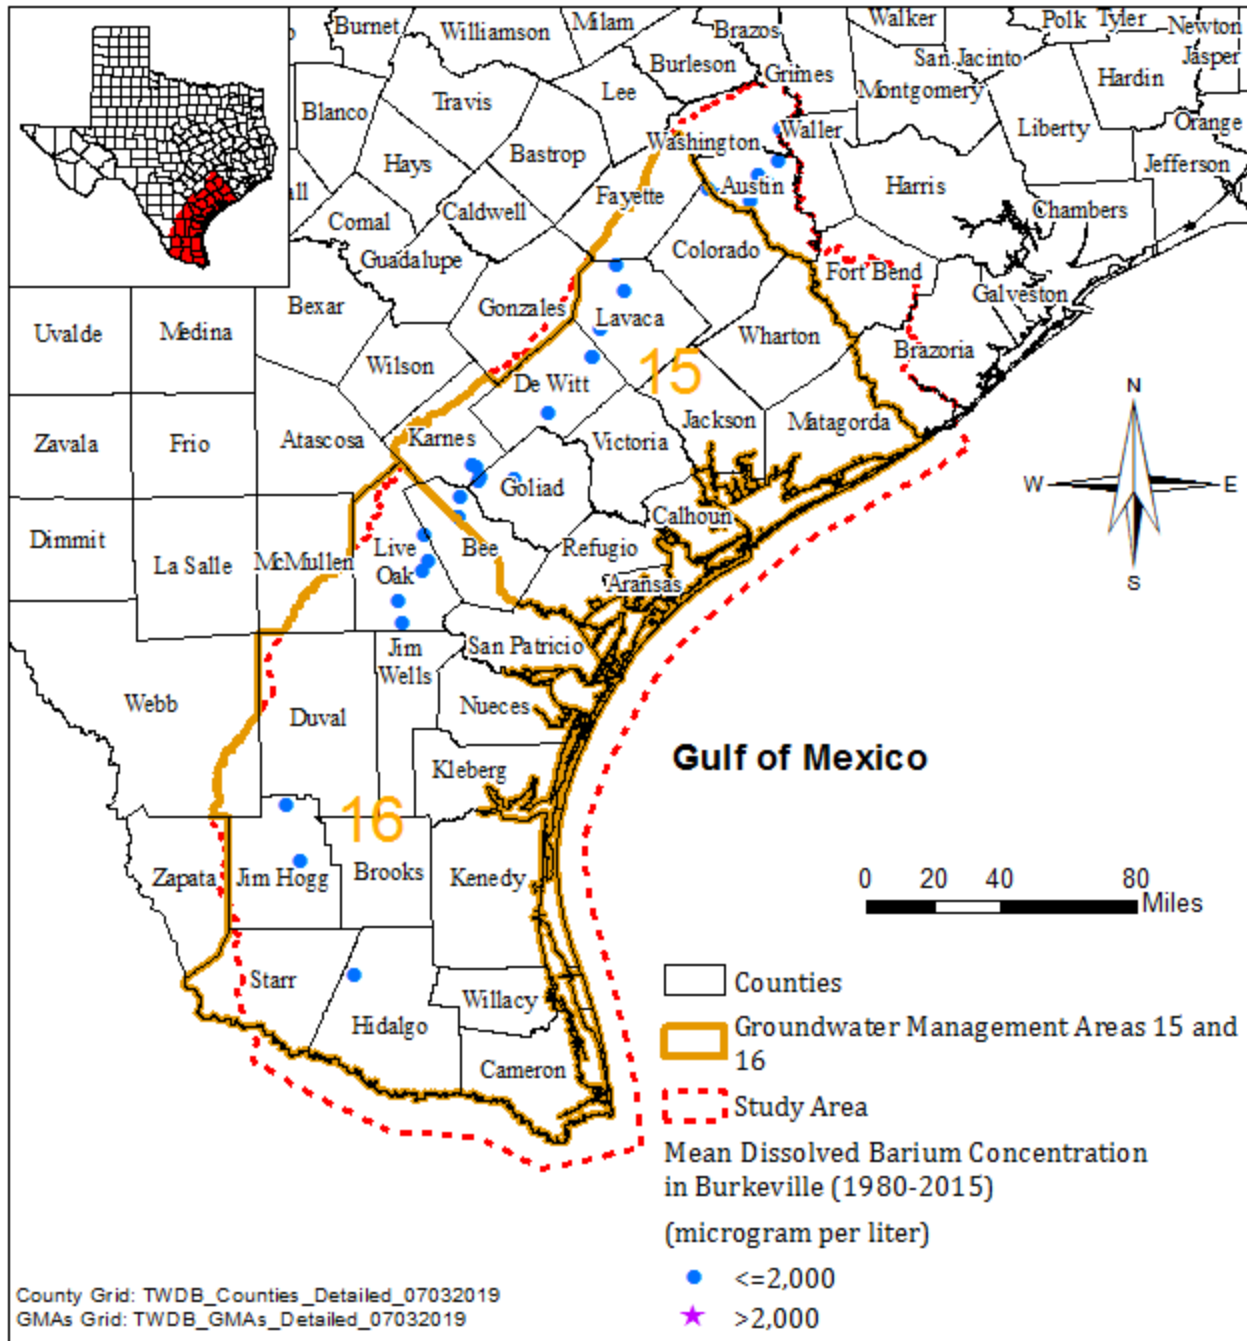 Burnet
Williamson
Milam
Brazos
Walker
Polk
Tyler
Newton
Burleson
Grimes
San Jacinto
Jasper
Blanco
Travis
Lee
Montgomery
Hardin
Washington
Waller
Liberty
Orange
Hays
Bastrop
Austin
Harris
Jefferson
Comal
Caldwell
Fayette
Chambers
Guadalupe
Colorado
Fort Bend
Bexar
Gonzales
Lavaca
Galveston
Uvalde
Medina
Wilson
Wharton
Brazoria
De Witt
15
Zavala
Frio
Atascosa
Karnes
Victoria
Jackson
Matagorda
N
Goliad
W
E
Dimmit
La Salle
McMullen
Live
Oak
Bee
Refugio
Calhoun
Aransas
S
Jim
Wells
San Patricio
Webb
Duval
Nueces
Gulf of Mexico
Kleberg
16
Zapata
Jim Hogg
Brooks
Kenedy
0 20 40 80
Miles
Starr
Hidalgo
Willacy
Cameron
Counties
Groundwater Management Areas 15 and
16
Study Area
Mean Dissolved Barium Concentration
in Burkeville (1980-2015)
(microgram per liter)
<=2,000
>2,000
County Grid: TWDB_Counties_Detailed_07032019
GMAs Grid: TWDB_GMAs_Detailed_07032019